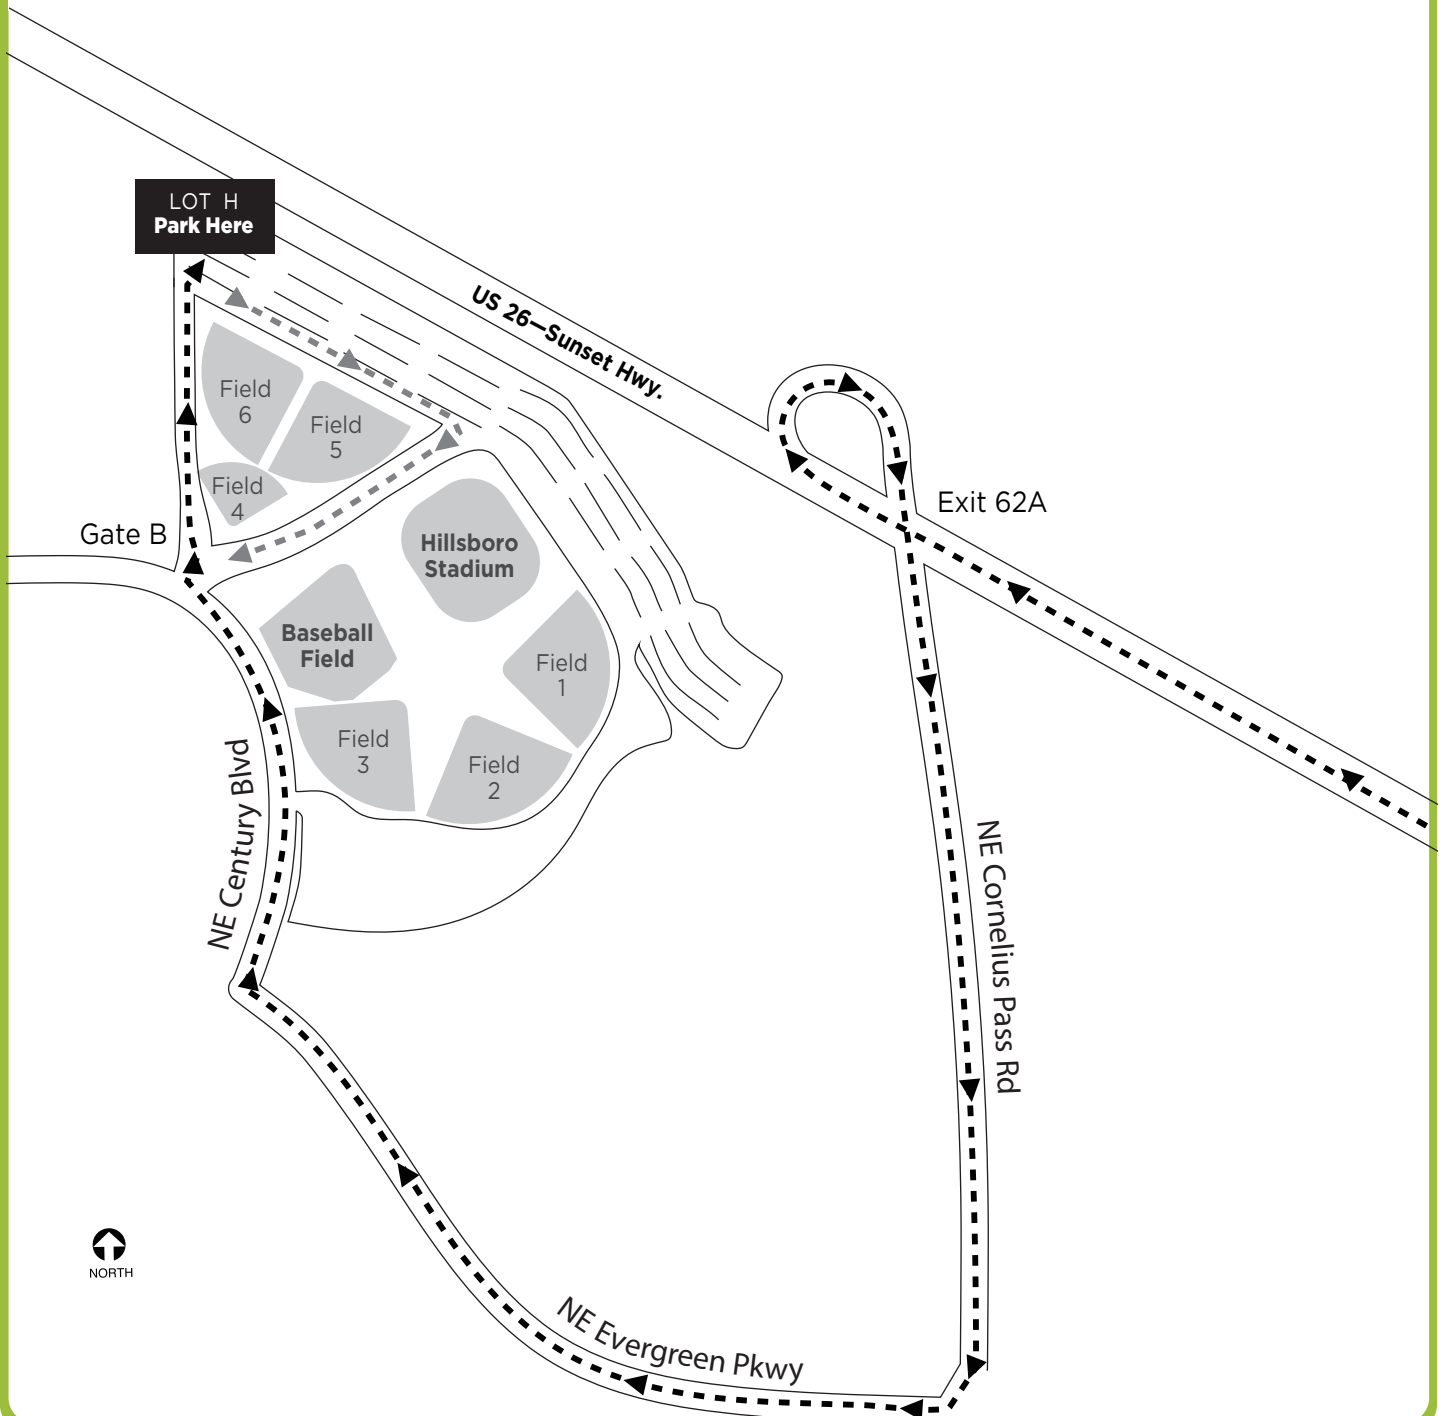 LOT H
Park Here
US 26—Sunset Hwy.
Field
6
Field
5
Field
4
Exit 62A
Gate B
Hillsboro
Stadium
Baseball
Field
Field
1
Field
3
Field
2
NE Century Blvd
NE Cornelius Pass Rd
NORTH
NE Evergreen Pkwy